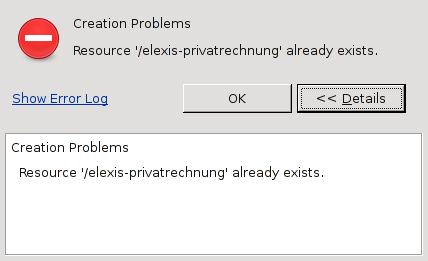 Creation Problems
Resource '/elexis-privatrechnung' already exists.
Show Error Log
OK
<< Details
Creation Problems
Resource '/elexis-privatrechnung' already exists.